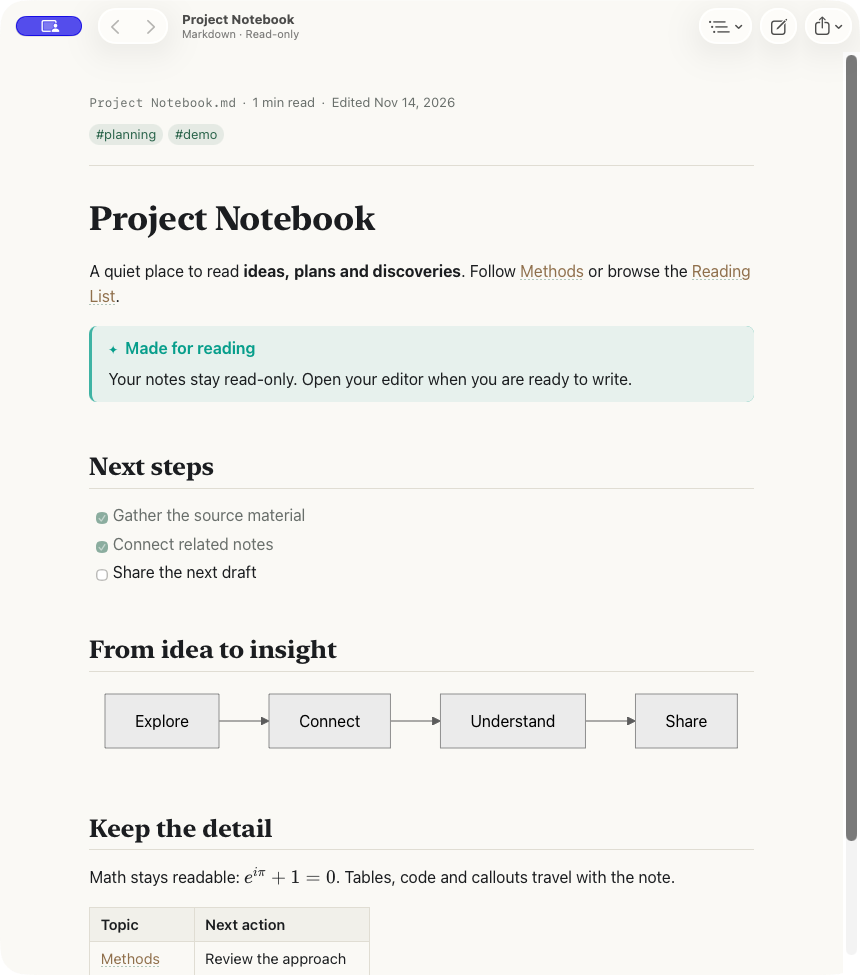 Project Notebook
Markdown · Read-only
Project Notebook.md · 1 min read · Edited Nov 14, 2026
#planning #demo
Project Notebook
A quiet place to read ideas, plans and discoveries. Follow Methods or browse the Reading
List.
✦ Made for reading
Your notes stay read-only. Open your editor when you are ready to write.
Next steps
Gather the source material
Connect related notes
Share the next draft
From idea to insight
Explore Connect Understand Share
Keep the detail
Math stays readable: e^{iπ} + 1 = 0. Tables, code and callouts travel with the note.
Topic Next action
Methods Review the approach